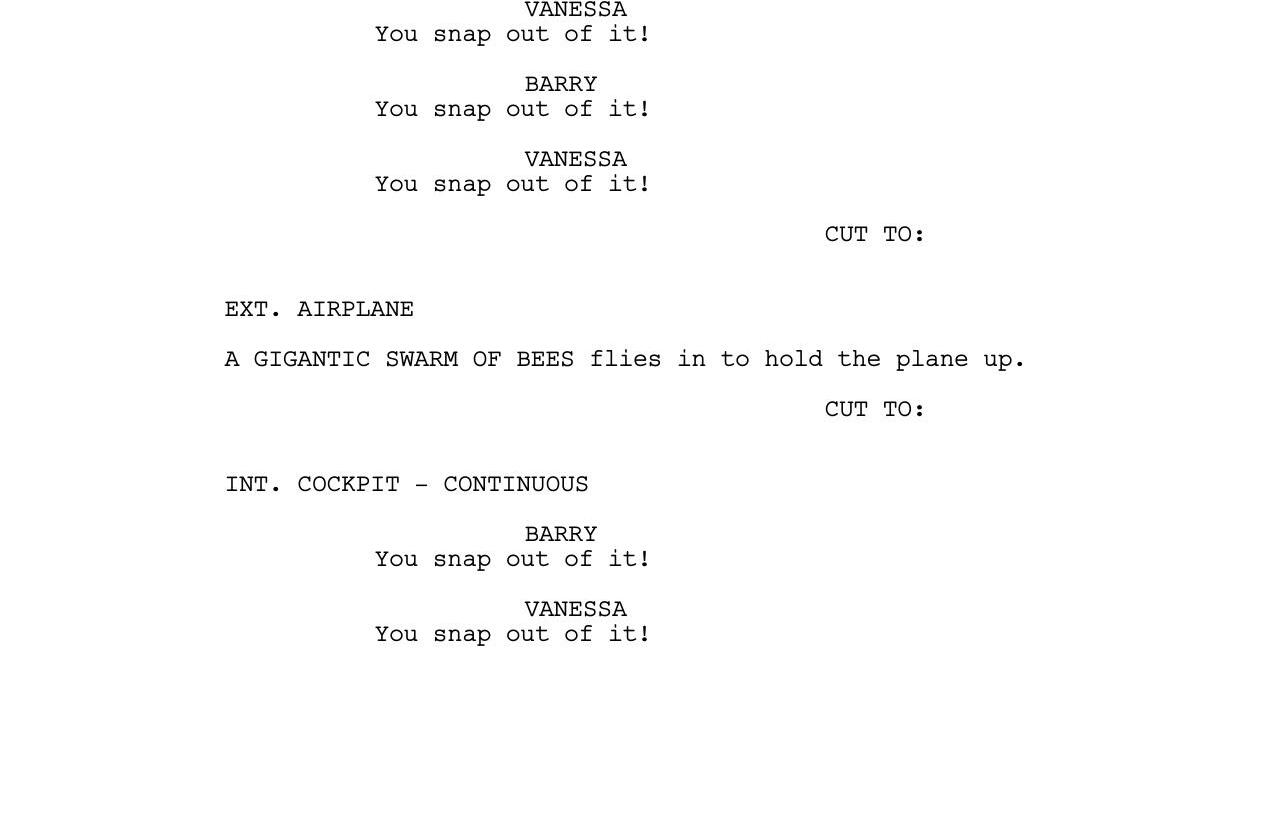 VANESSA
You snap out of it!
BARRY
You snap out of it!
VANESSA
You snap out of it!
CUT TO:
EXT. AIRPLANE
A GIGANTIC SWARM OF BEES flies in to hold the plane up.
CUT TO:
INT. COCKPIT – CONTINUOUS
BARRY
You snap out of it!
VANESSA
You snap out of it!